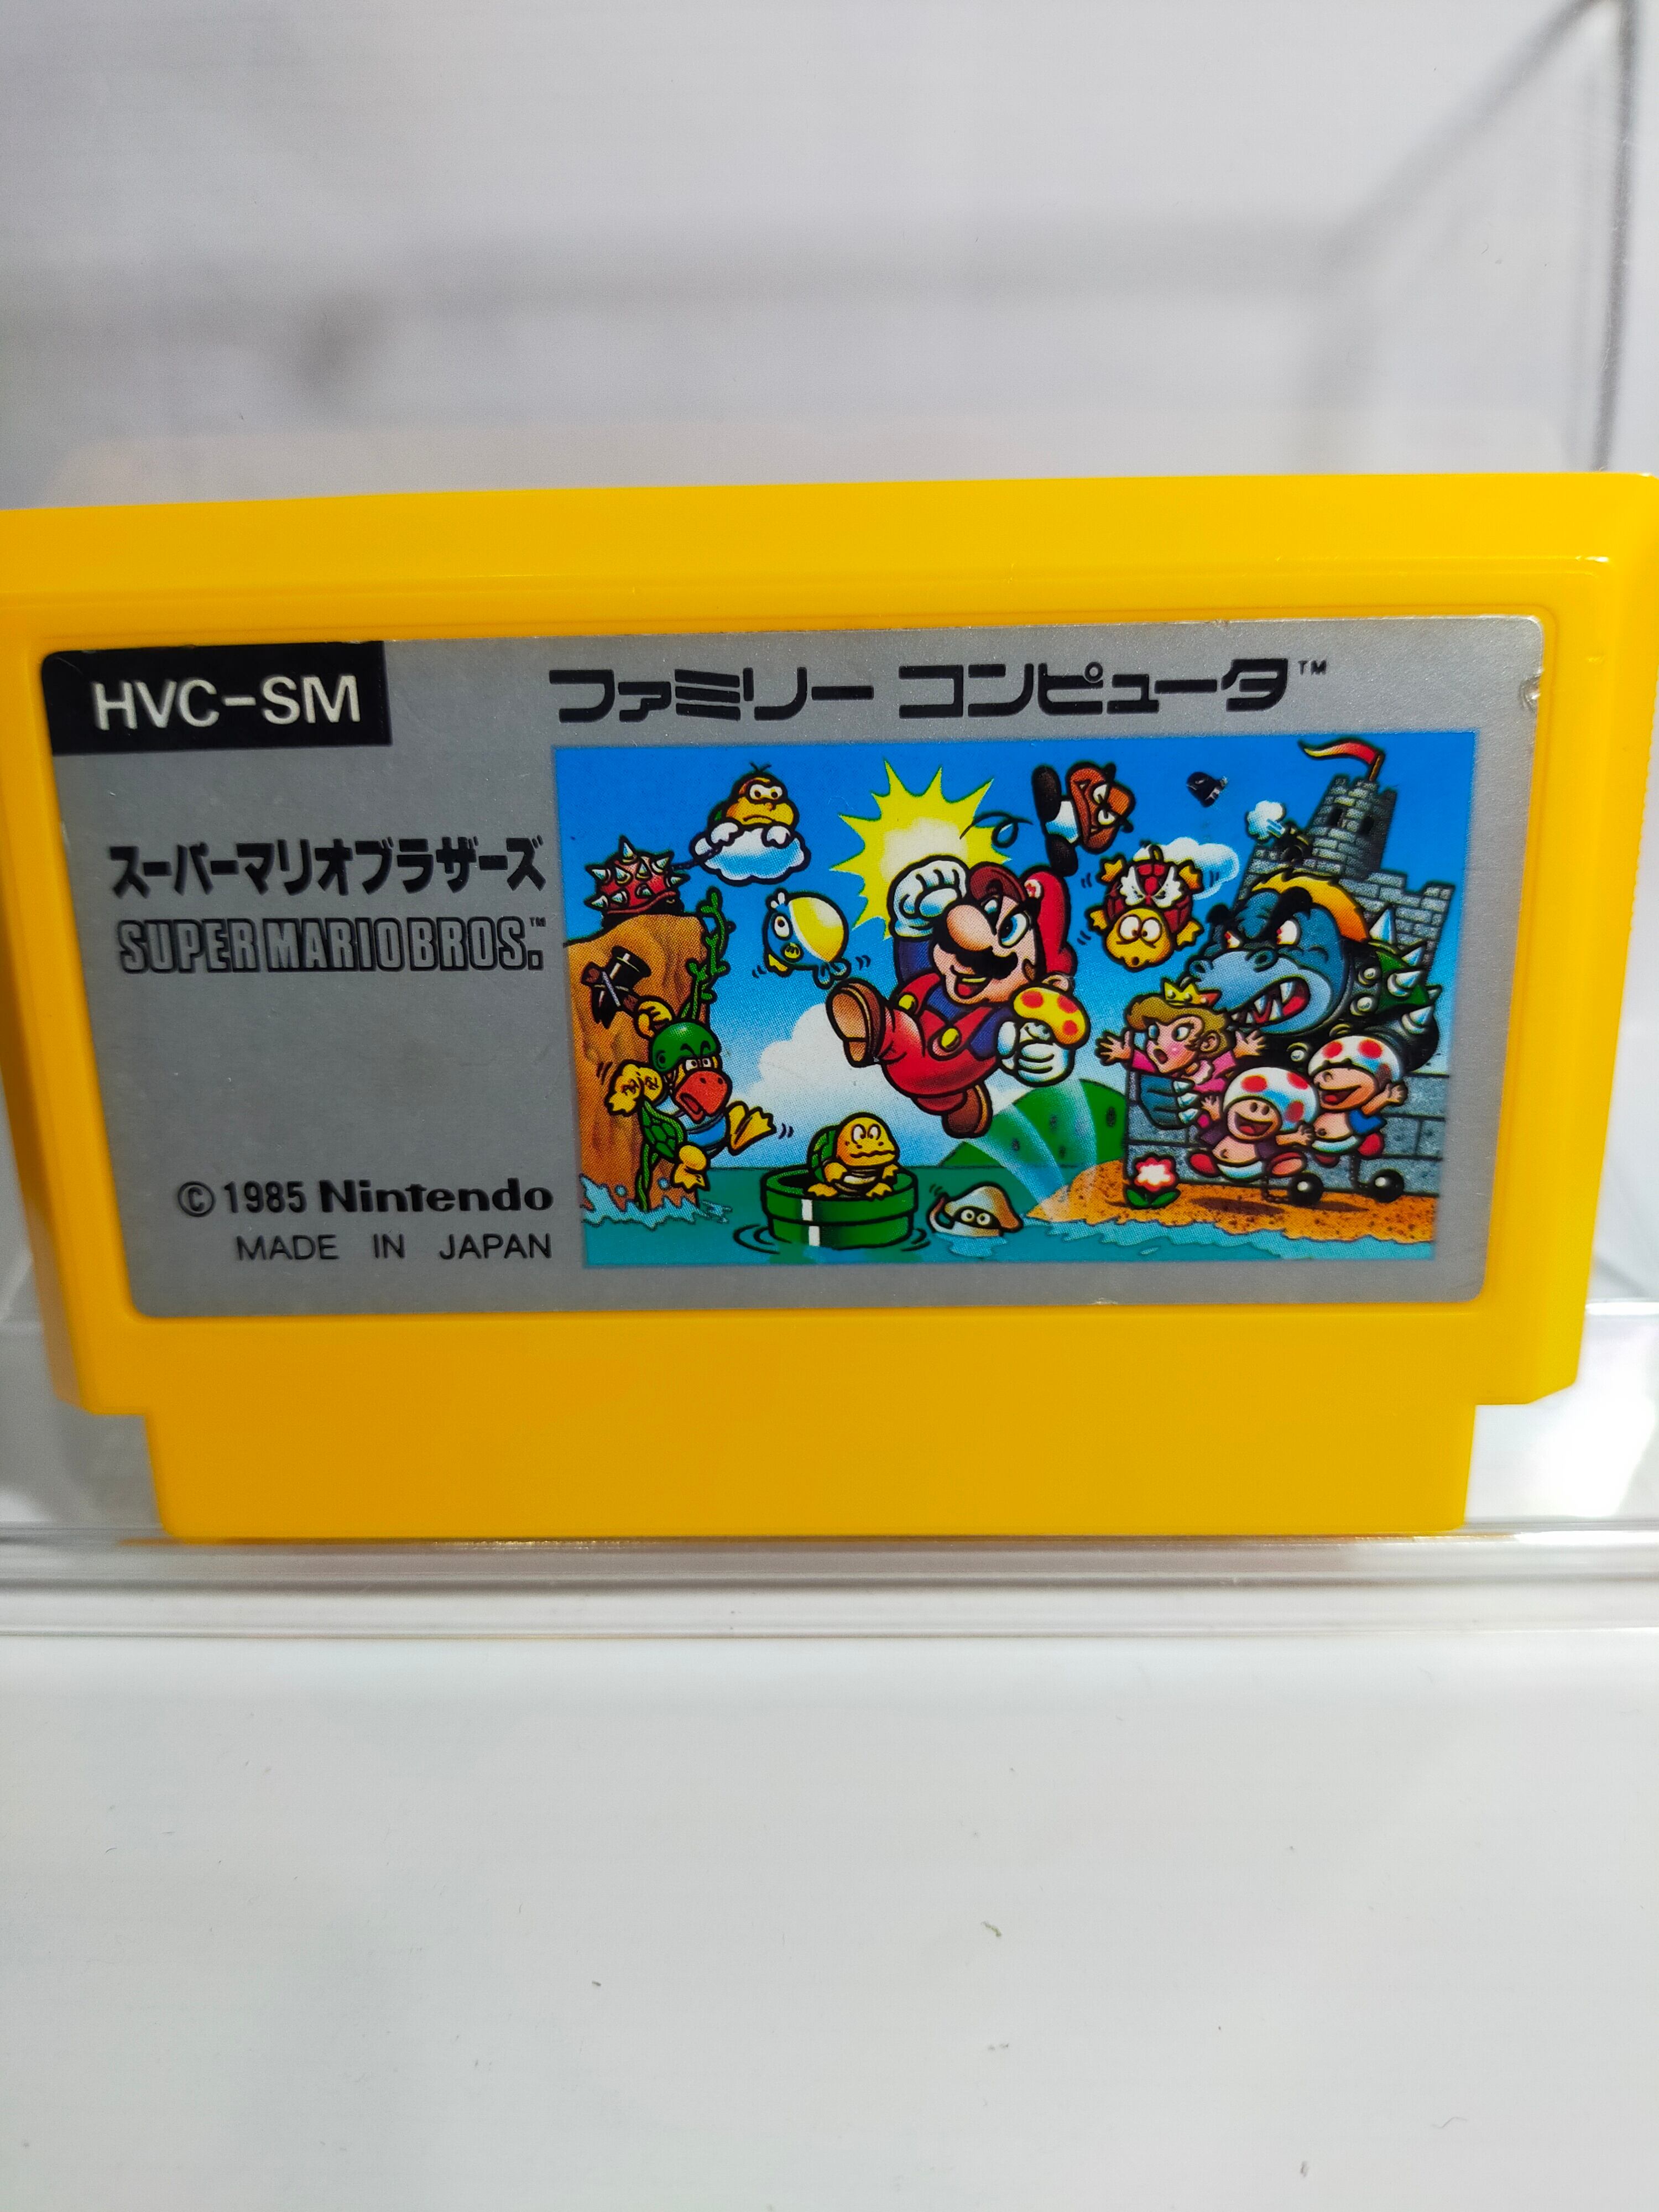 HVC-SM
ファミリー コンピュータ™
スーパーマリオブラザーズ
SUPER MARIO BROS.™
©1985 Nintendo
MADE IN JAPAN